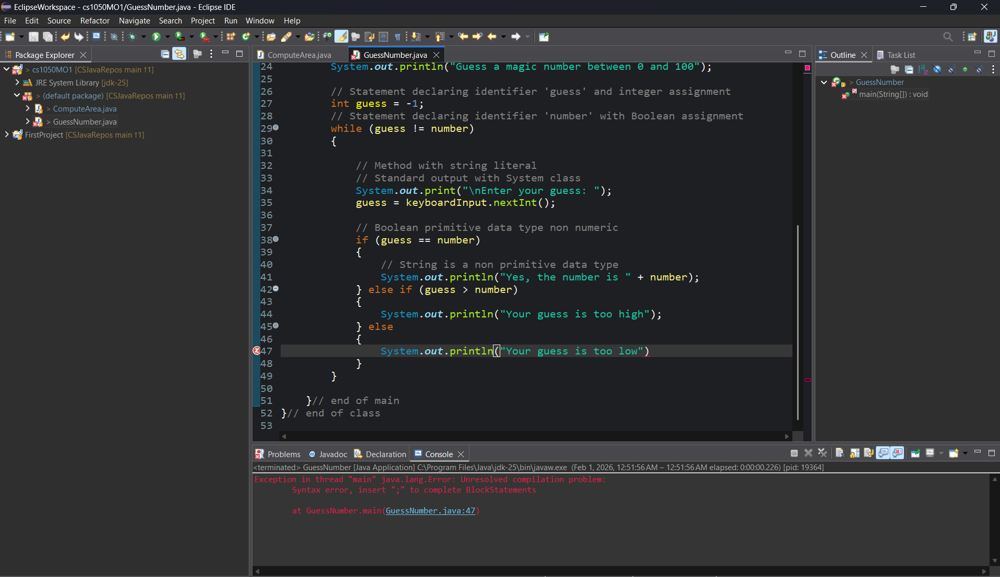 EclipseWorkspace - cs1050MO1/GuessNumber.java - Eclipse IDE
File Edit Source Refactor Navigate Search Project Run Window Help
Package Explorer
> cs1050MO1 [CSJavaRepos main ↑1]
JRE System Library [jdk-25]
> (default package) [CSJavaRepos main ↑1]
> ComputeArea.java
> GuessNumber.java
FirstProject [CSJavaRepos main ↑1]
ComputeArea.java GuessNumber.java
24 System.out.println("Guess a magic number between 0 and 100");
25
26 // Statement declaring identifier 'guess' and integer assignment
27 int guess = -1;
28 // Statement declaring identifier 'number' with Boolean assignment
29 while (guess != number)
30 {
31
32 // Method with string literal
33 // Standard output with System class
34 System.out.print("\nEnter your guess: ");
35 guess = keyboardInput.nextInt();
36
37 // Boolean primitive data type non numeric
38 if (guess == number)
39 {
40 // String is a non primitive data type
41 System.out.println("Yes, the number is " + number);
42 } else if (guess > number)
43 {
44 System.out.println("Your guess is too high");
45 } else
46 {
47 System.out.println("Your guess is too low")
48 }
49 }
50
51 }// end of main
52 }// end of class
53
Outline Task List
> GuessNumber
main(String[]) : void
Problems Javadoc Declaration Console
<terminated> GuessNumber [Java Application] C:\Program Files\Java\jdk-25\bin\javaw.exe (Feb 1, 2026, 12:51:56 AM – 12:51:56 AM elapsed: 0:00:00.226) [pid: 19364]
Exception in thread "main" java.lang.Error: Unresolved compilation problem:
Syntax error, insert ";" to complete BlockStatements
at GuessNumber.main(GuessNumber.java:47)